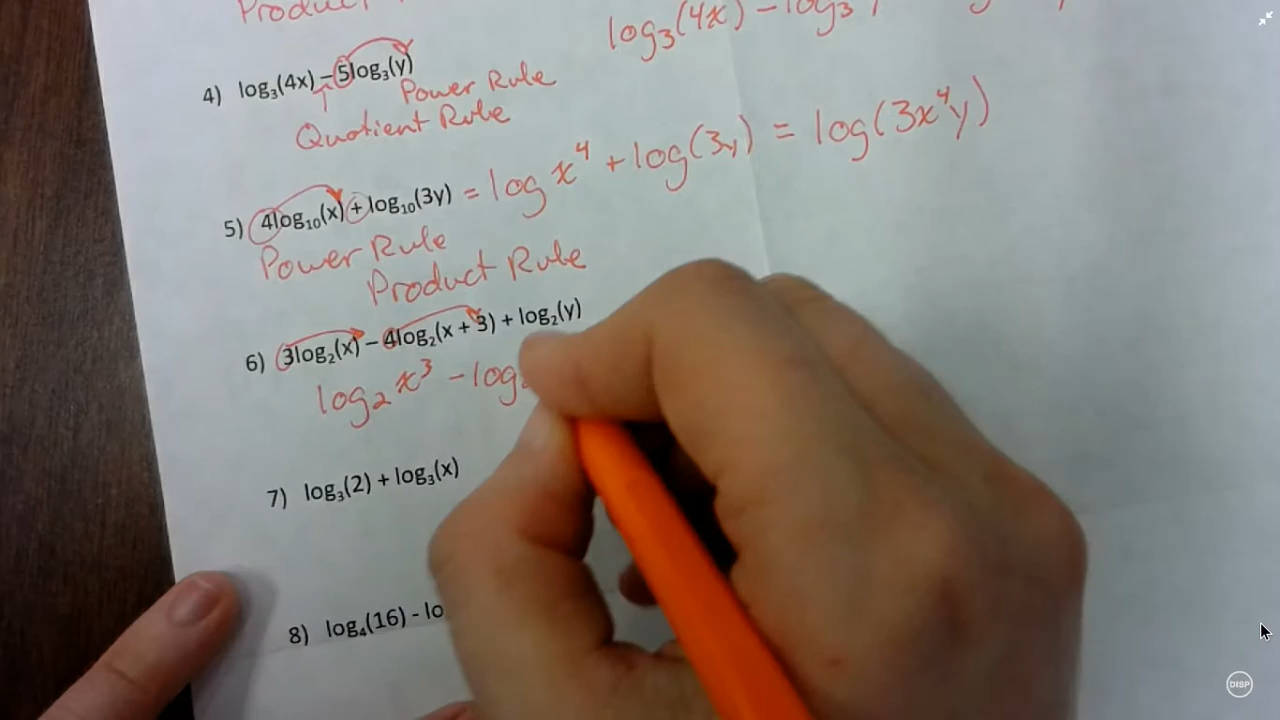 Product
log₃(4x) - log₃
4) log₃(4x) – 5log₃(y)
Power Rule
Quotient Rule
5) 4log₁₀(x) + log₁₀(3y) = log x⁴ + log(3y) = log(3x⁴y)
Power Rule
Product Rule
6) 3log₂(x) – 4log₂(x + 3) + log₂(y)
log₂ x³ - log
7) log₃(2) + log₃(x)
8) log₄(16) - lo
DISP